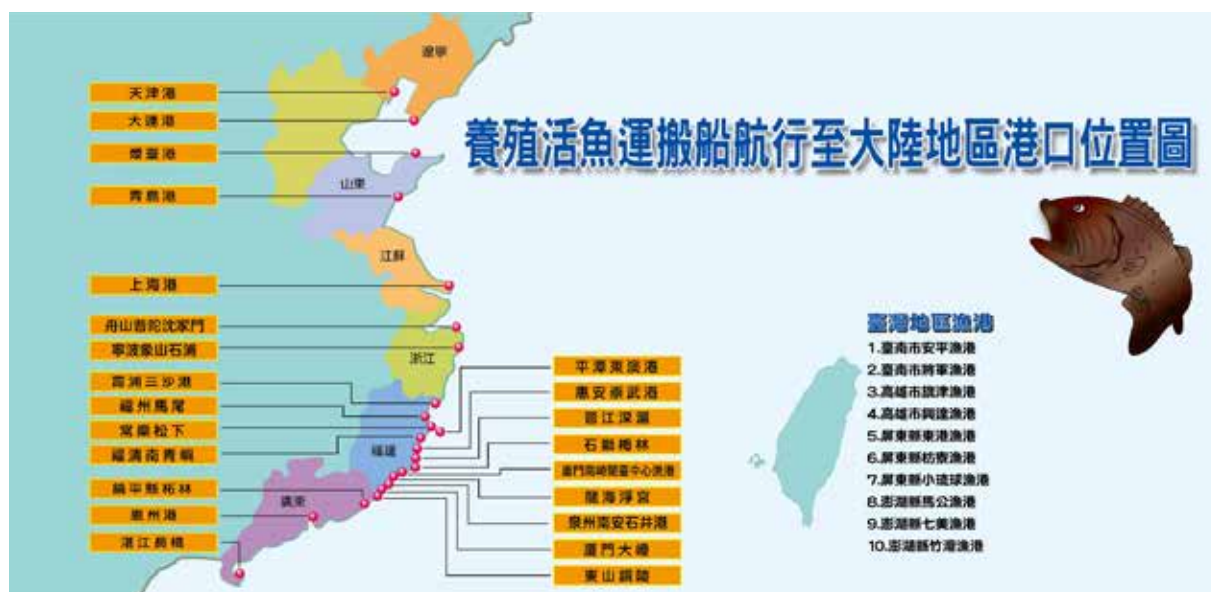 養殖活魚運搬船航行至大陸地區港口位置圖
遼寧
山東
江蘇
浙江
福建
廣東
天津港
大連港
煙臺港
青島港
上海港
舟山普陀沈家門
寧波象山石浦
霞浦三沙港
福州馬尾
常樂松下
福清南青嶼
饒平縣柘林
惠州港
平潭東澳港
惠安崇武港
晉江深滬
石獅梅林
廈門高崎閩臺中心漁港
龍海浮宮
泉州南安石井港
廈門大嶝
東山銅陵
臺灣地區漁港
1.臺南市安平漁港
2.臺南市將軍漁港
3.高雄市旗津漁港
4.高雄市興達漁港
5.屏東縣東港漁港
6.屏東縣枋寮漁港
7.屏東縣小琉球漁港
8.澎湖縣馬公漁港
9.澎湖縣七美漁港
10.澎湖縣竹灣漁港